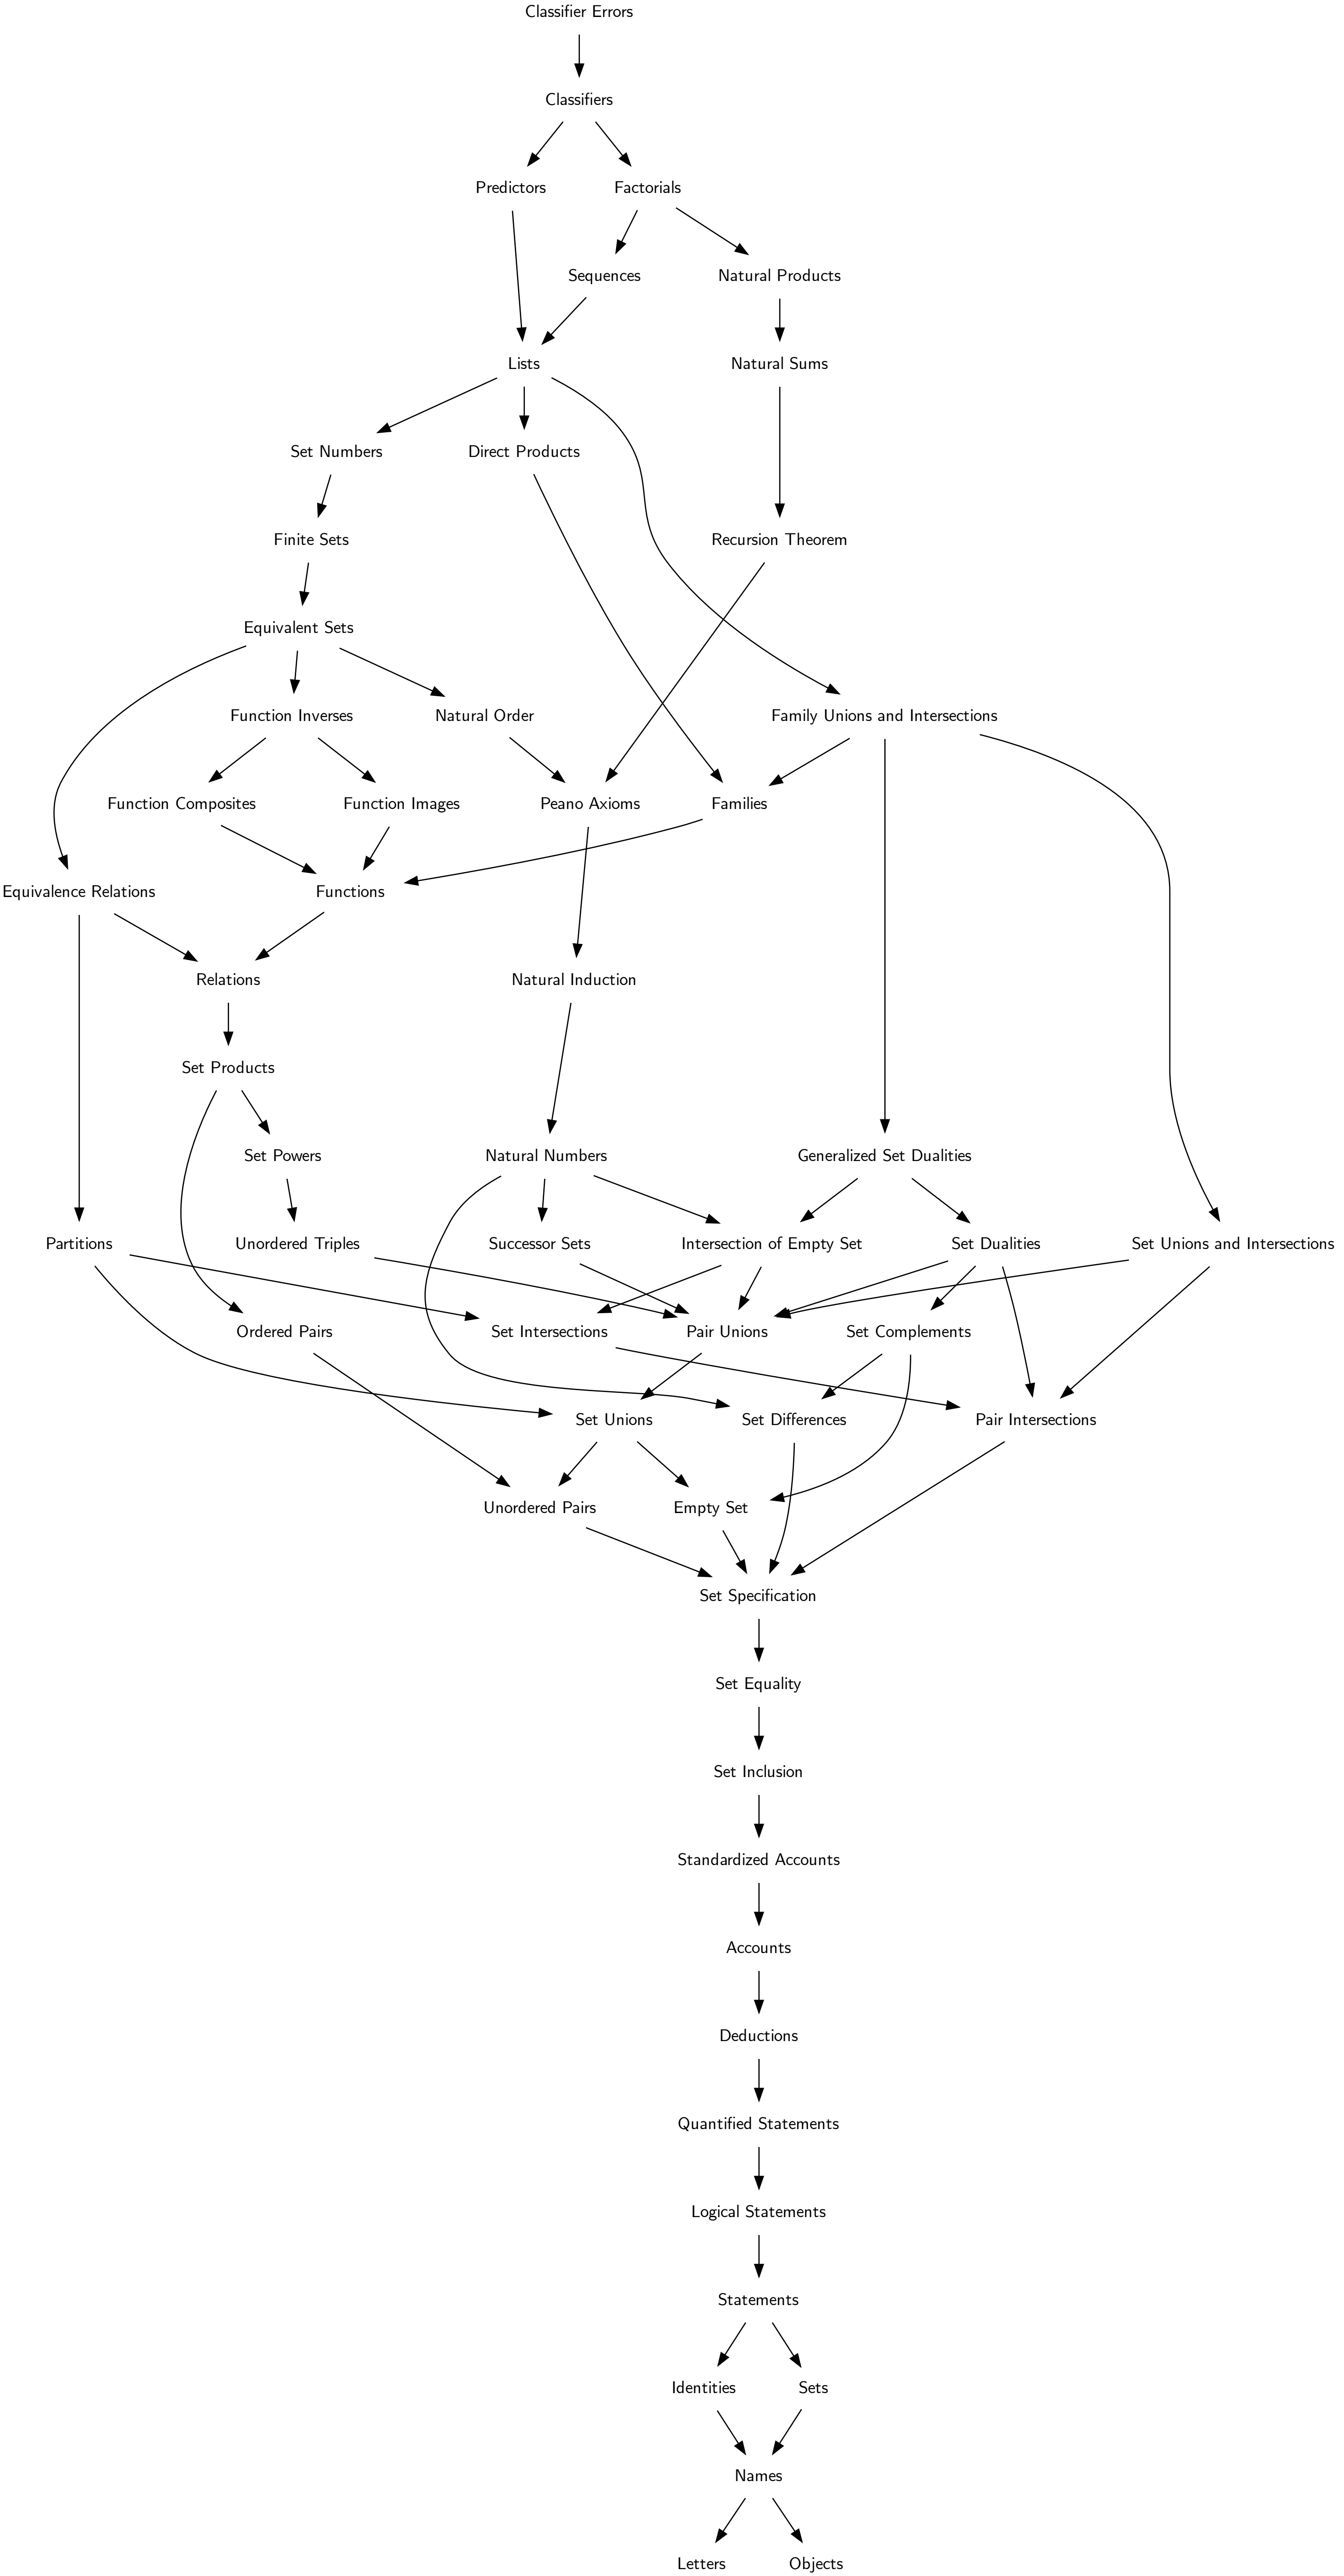 Classifier Errors
Classifiers
Predictors
Factorials
Sequences
Natural Products
Lists
Natural Sums
Set Numbers
Direct Products
Finite Sets
Recursion Theorem
Equivalent Sets
Function Inverses
Natural Order
Family Unions and Intersections
Function Composites
Function Images
Peano Axioms
Families
Equivalence Relations
Functions
Relations
Natural Induction
Set Products
Set Powers
Natural Numbers
Generalized Set Dualities
Partitions
Unordered Triples
Successor Sets
Intersection of Empty Set
Set Dualities
Set Unions and Intersections
Ordered Pairs
Set Intersections
Pair Unions
Set Complements
Set Unions
Set Differences
Pair Intersections
Unordered Pairs
Empty Set
Set Specification
Set Equality
Set Inclusion
Standardized Accounts
Accounts
Deductions
Quantified Statements
Logical Statements
Statements
Identities
Sets
Names
Letters
Objects